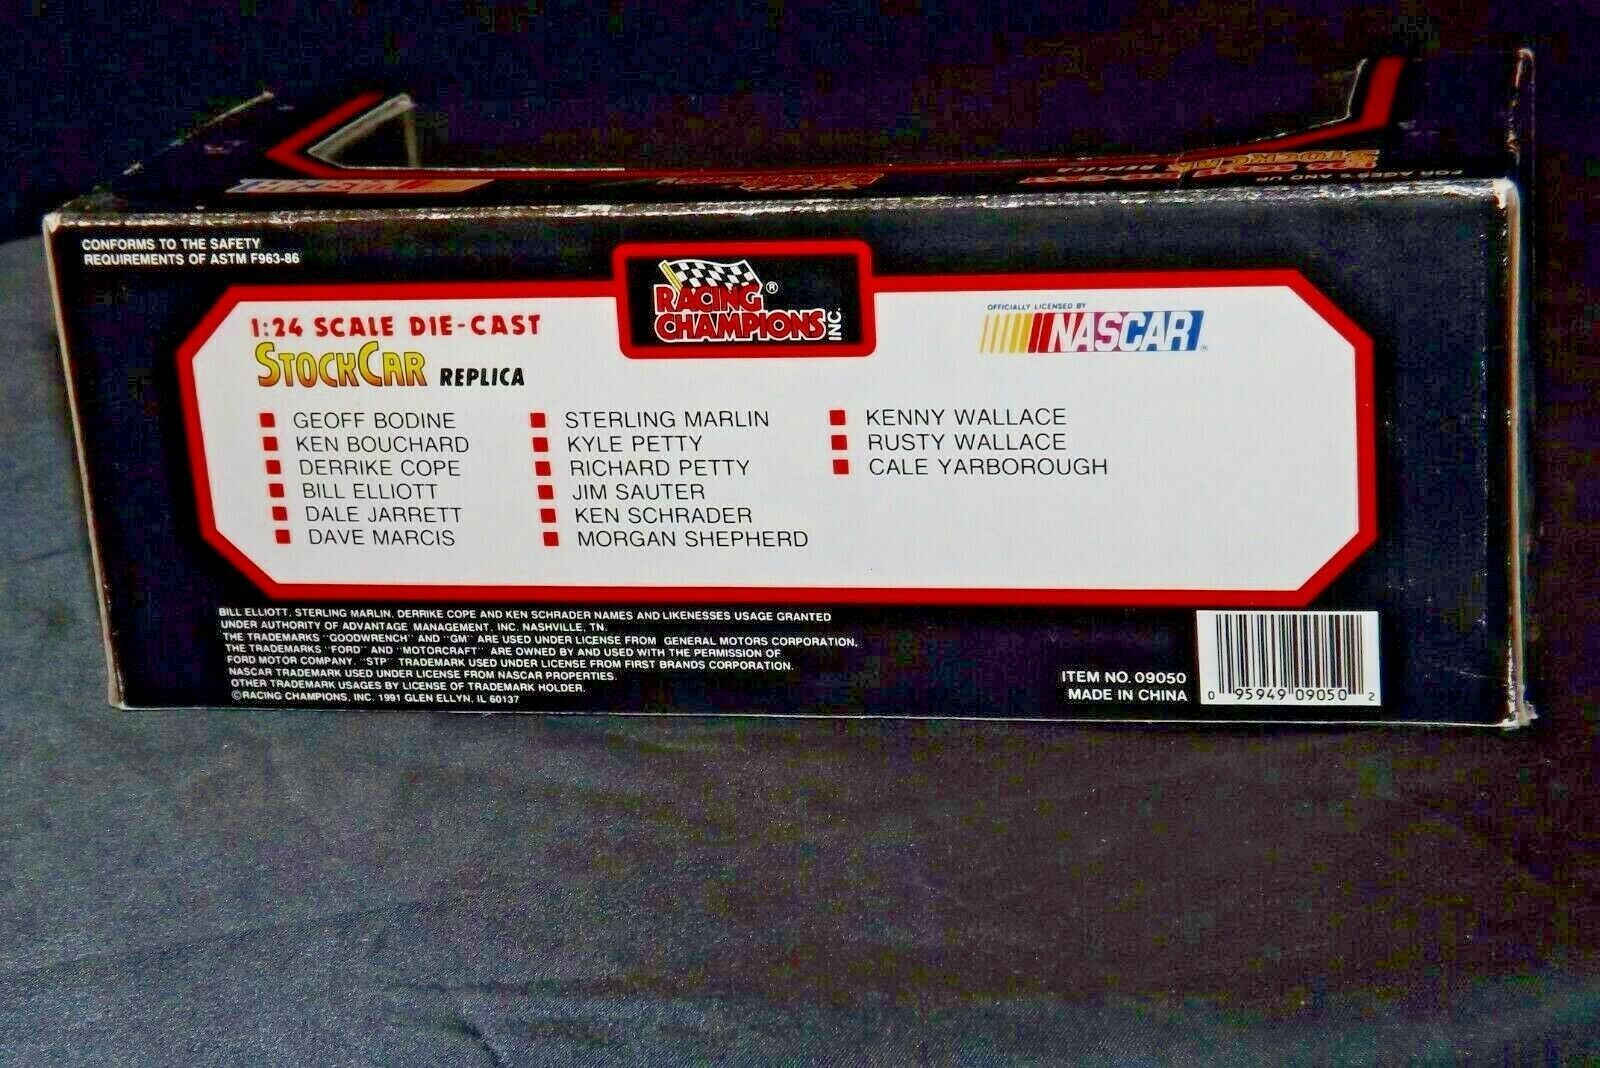 FOR AGES 3 AND UP
REPLICA
CONFORMS TO THE SAFETY
REQUIREMENTS OF ASTM F963-86
RACING ®
CHAMPIONS INC.
1:24 SCALE DIE-CAST
STOCKCAR REPLICA
OFFICIALLY LICENSED BY
NASCAR ®
GEOFF BODINE
KEN BOUCHARD
DERRIKE COPE
BILL ELLIOTT
DALE JARRETT
DAVE MARCIS
STERLING MARLIN
KYLE PETTY
RICHARD PETTY
JIM SAUTER
KEN SCHRADER
MORGAN SHEPHERD
KENNY WALLACE
RUSTY WALLACE
CALE YARBOROUGH
BILL ELLIOTT, STERLING MARLIN, DERRIKE COPE AND KEN SCHRADER NAMES AND LIKENESSES USAGE GRANTED
UNDER AUTHORITY OF ADVANTAGE MANAGEMENT, INC. NASHVILLE, TN.
THE TRADEMARKS "GOODWRENCH" AND "GM" ARE USED UNDER LICENSE FROM GENERAL MOTORS CORPORATION.
THE TRADEMARKS "FORD" AND "MOTORCRAFT" ARE OWNED BY AND USED WITH THE PERMISSION OF
FORD MOTOR COMPANY. "STP" TRADEMARK USED UNDER LICENSE FROM FIRST BRANDS CORPORATION.
NASCAR TRADEMARK USED UNDER LICENSE FROM NASCAR PROPERTIES.
OTHER TRADEMARK USAGES BY LICENSE OF TRADEMARK HOLDER.
©RACING CHAMPIONS, INC. 1991 GLEN ELLYN, IL 60137
ITEM NO. 09050
MADE IN CHINA
0 95949 09050 2